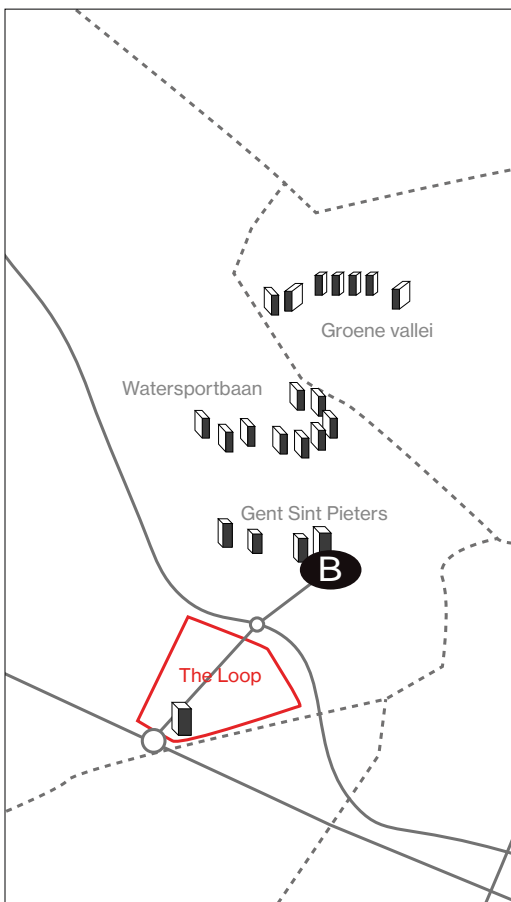 Groene vallei
Watersportbaan
Gent Sint Pieters
B
The Loop